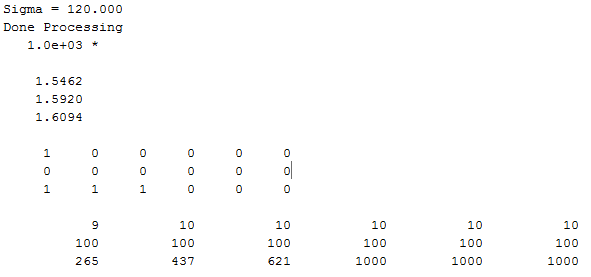 Sigma = 120.000
Done Processing
1.0e+03 *
1.5462
1.5920
1.6094
1 0 0 0 0 0
0 0 0 0 0 0
1 1 1 0 0 0
9 10 10 10 10 10
100 100 100 100 100 100
265 437 621 1000 1000 1000